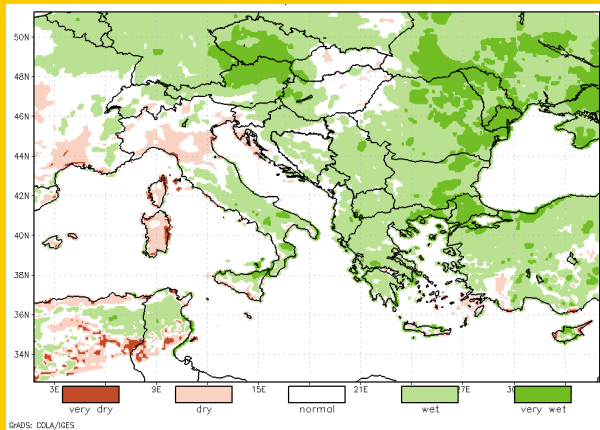 50N
48N
46N
44N
42N
40N
38N
36N
34N
3E 9E 15E 21E 27E
very dry dry normal wet very wet
GrADS: COLA/IGES